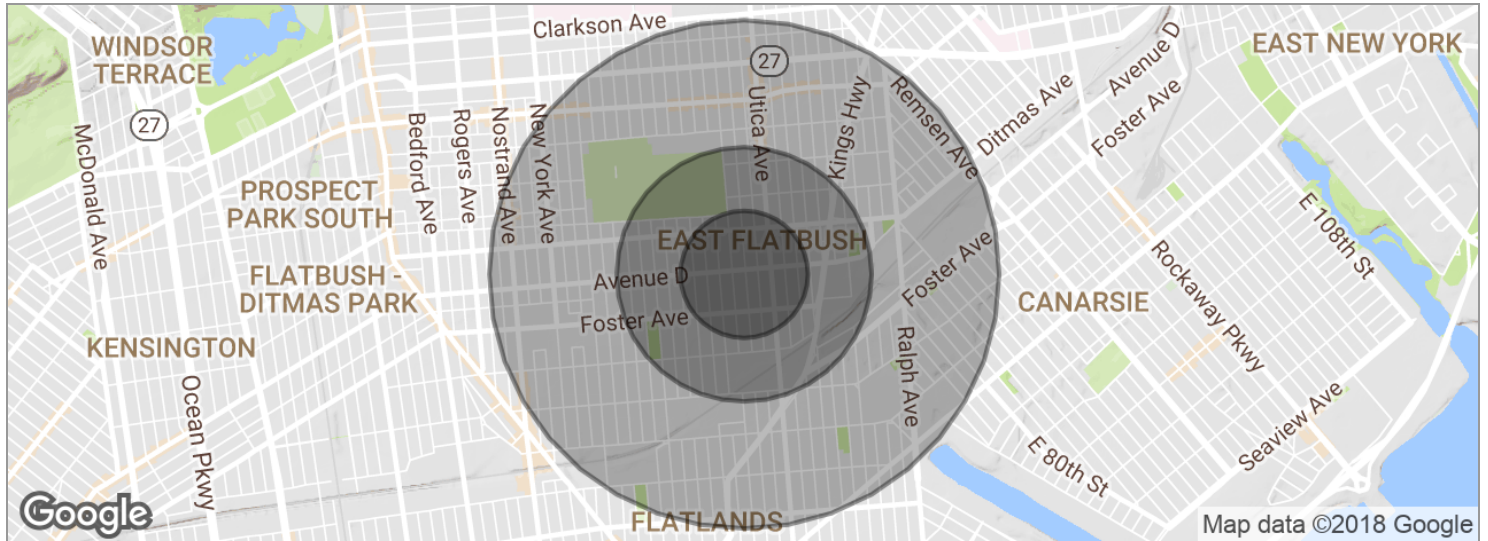 Clarkson Ave
WINDSOR
TERRACE
EAST NEW YORK
27
27
McDonald Ave
Bedford Ave
Rogers Ave
Nostrand Ave
New York Ave
Utica Ave
Kings Hwy
Remsen Ave
Ditmas Ave
Avenue D
Foster Ave
PROSPECT
PARK SOUTH
EAST FLATBUSH
E 108th St
FLATBUSH -
DITMAS PARK
Avenue D
Foster Ave
Foster Ave
CANARSIE
Rockaway Pkwy
KENSINGTON
Ocean Pkwy
Ralph Ave
Seaview Ave
E 80th St
FLATLANDS
Google
Map data ©2018 Google